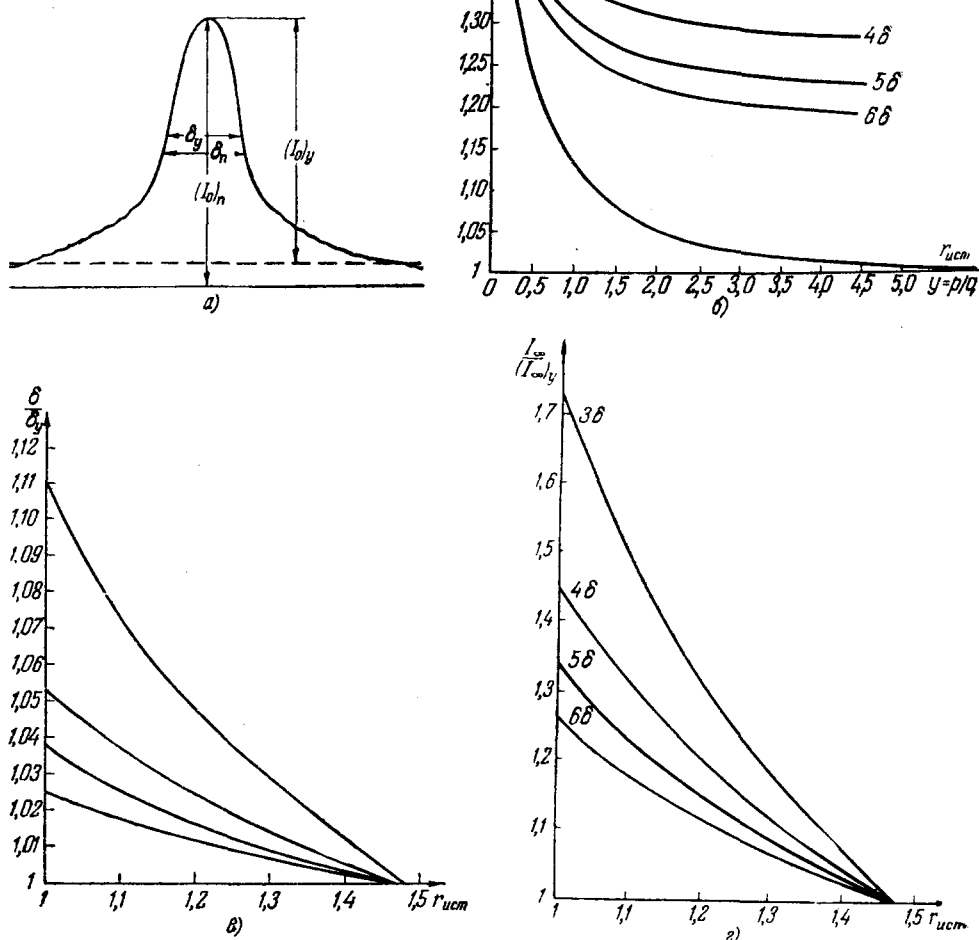 δу
δп
(I₀)у
(I₀)п
а)
1,30
1,25
1,20
1,15
1,10
1,05
1
4δ
5δ
6δ
0 0,5 1,0 1,5 2,0 2,5 3,0 3,5 4,0 4,5 5,0
rист
y=p/q
б)
δ
δу
1,12
1,11
1,10
1,09
1,08
1,07
1,06
1,05
1,04
1,03
1,02
1,01
1
1 1,1 1,2 1,3 1,4 1,5 rист
в)
I∞
(I∞)у
1,7
1,6
1,5
1,4
1,3
1,2
1,1
1
3δ
4δ
5δ
6δ
1 1,1 1,2 1,3 1,4 1,5 rист
г)